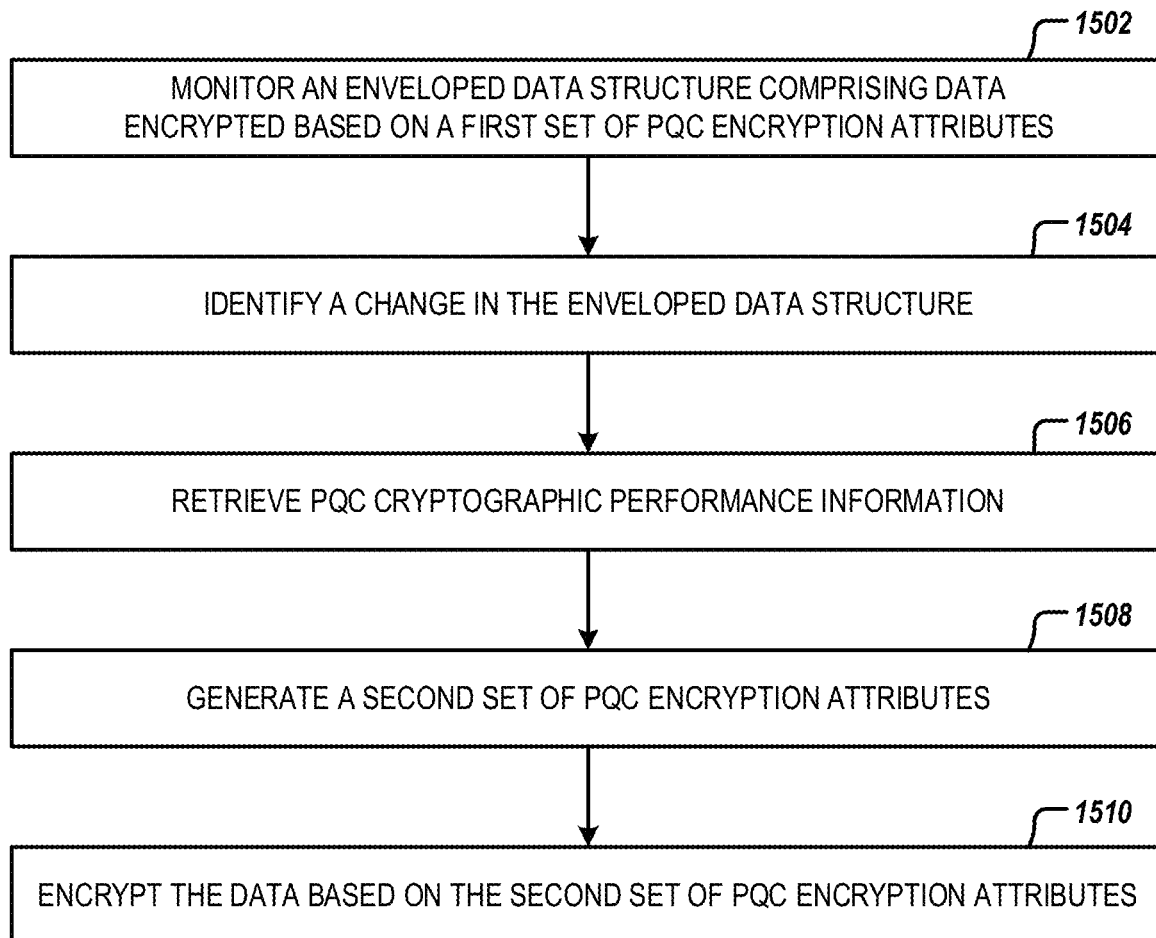 1502
MONITOR AN ENVELOPED DATA STRUCTURE COMPRISING DATA
ENCRYPTED BASED ON A FIRST SET OF PQC ENCRYPTION ATTRIBUTES
1504
IDENTIFY A CHANGE IN THE ENVELOPED DATA STRUCTURE
1506
RETRIEVE PQC CRYPTOGRAPHIC PERFORMANCE INFORMATION
1508
GENERATE A SECOND SET OF PQC ENCRYPTION ATTRIBUTES
1510
ENCRYPT THE DATA BASED ON THE SECOND SET OF PQC ENCRYPTION ATTRIBUTES